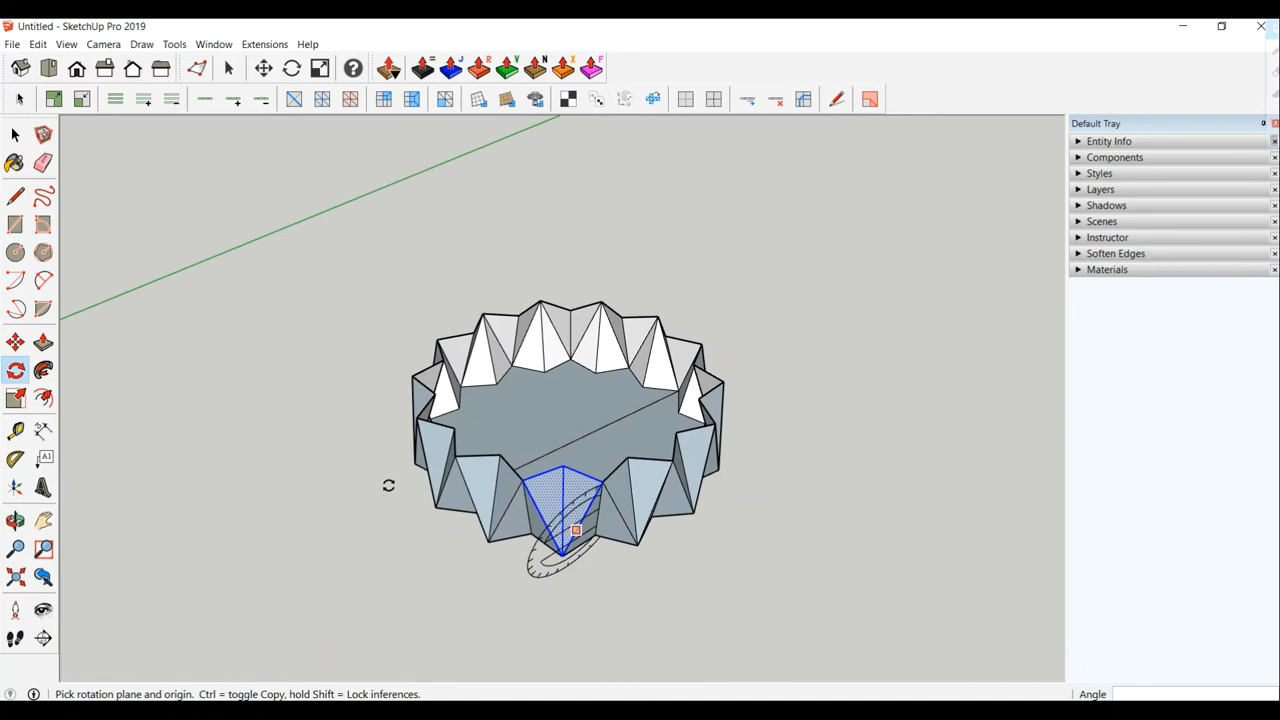 Untitled - SketchUp Pro 2019
File Edit View Camera Draw Tools Window Extensions Help
= J R V N X F
Default Tray
Entity Info
Components
Styles
Layers
Shadows
Scenes
Instructor
Soften Edges
Materials
A1
Pick rotation plane and origin. Ctrl = toggle Copy, hold Shift = Lock inferences.
Angle